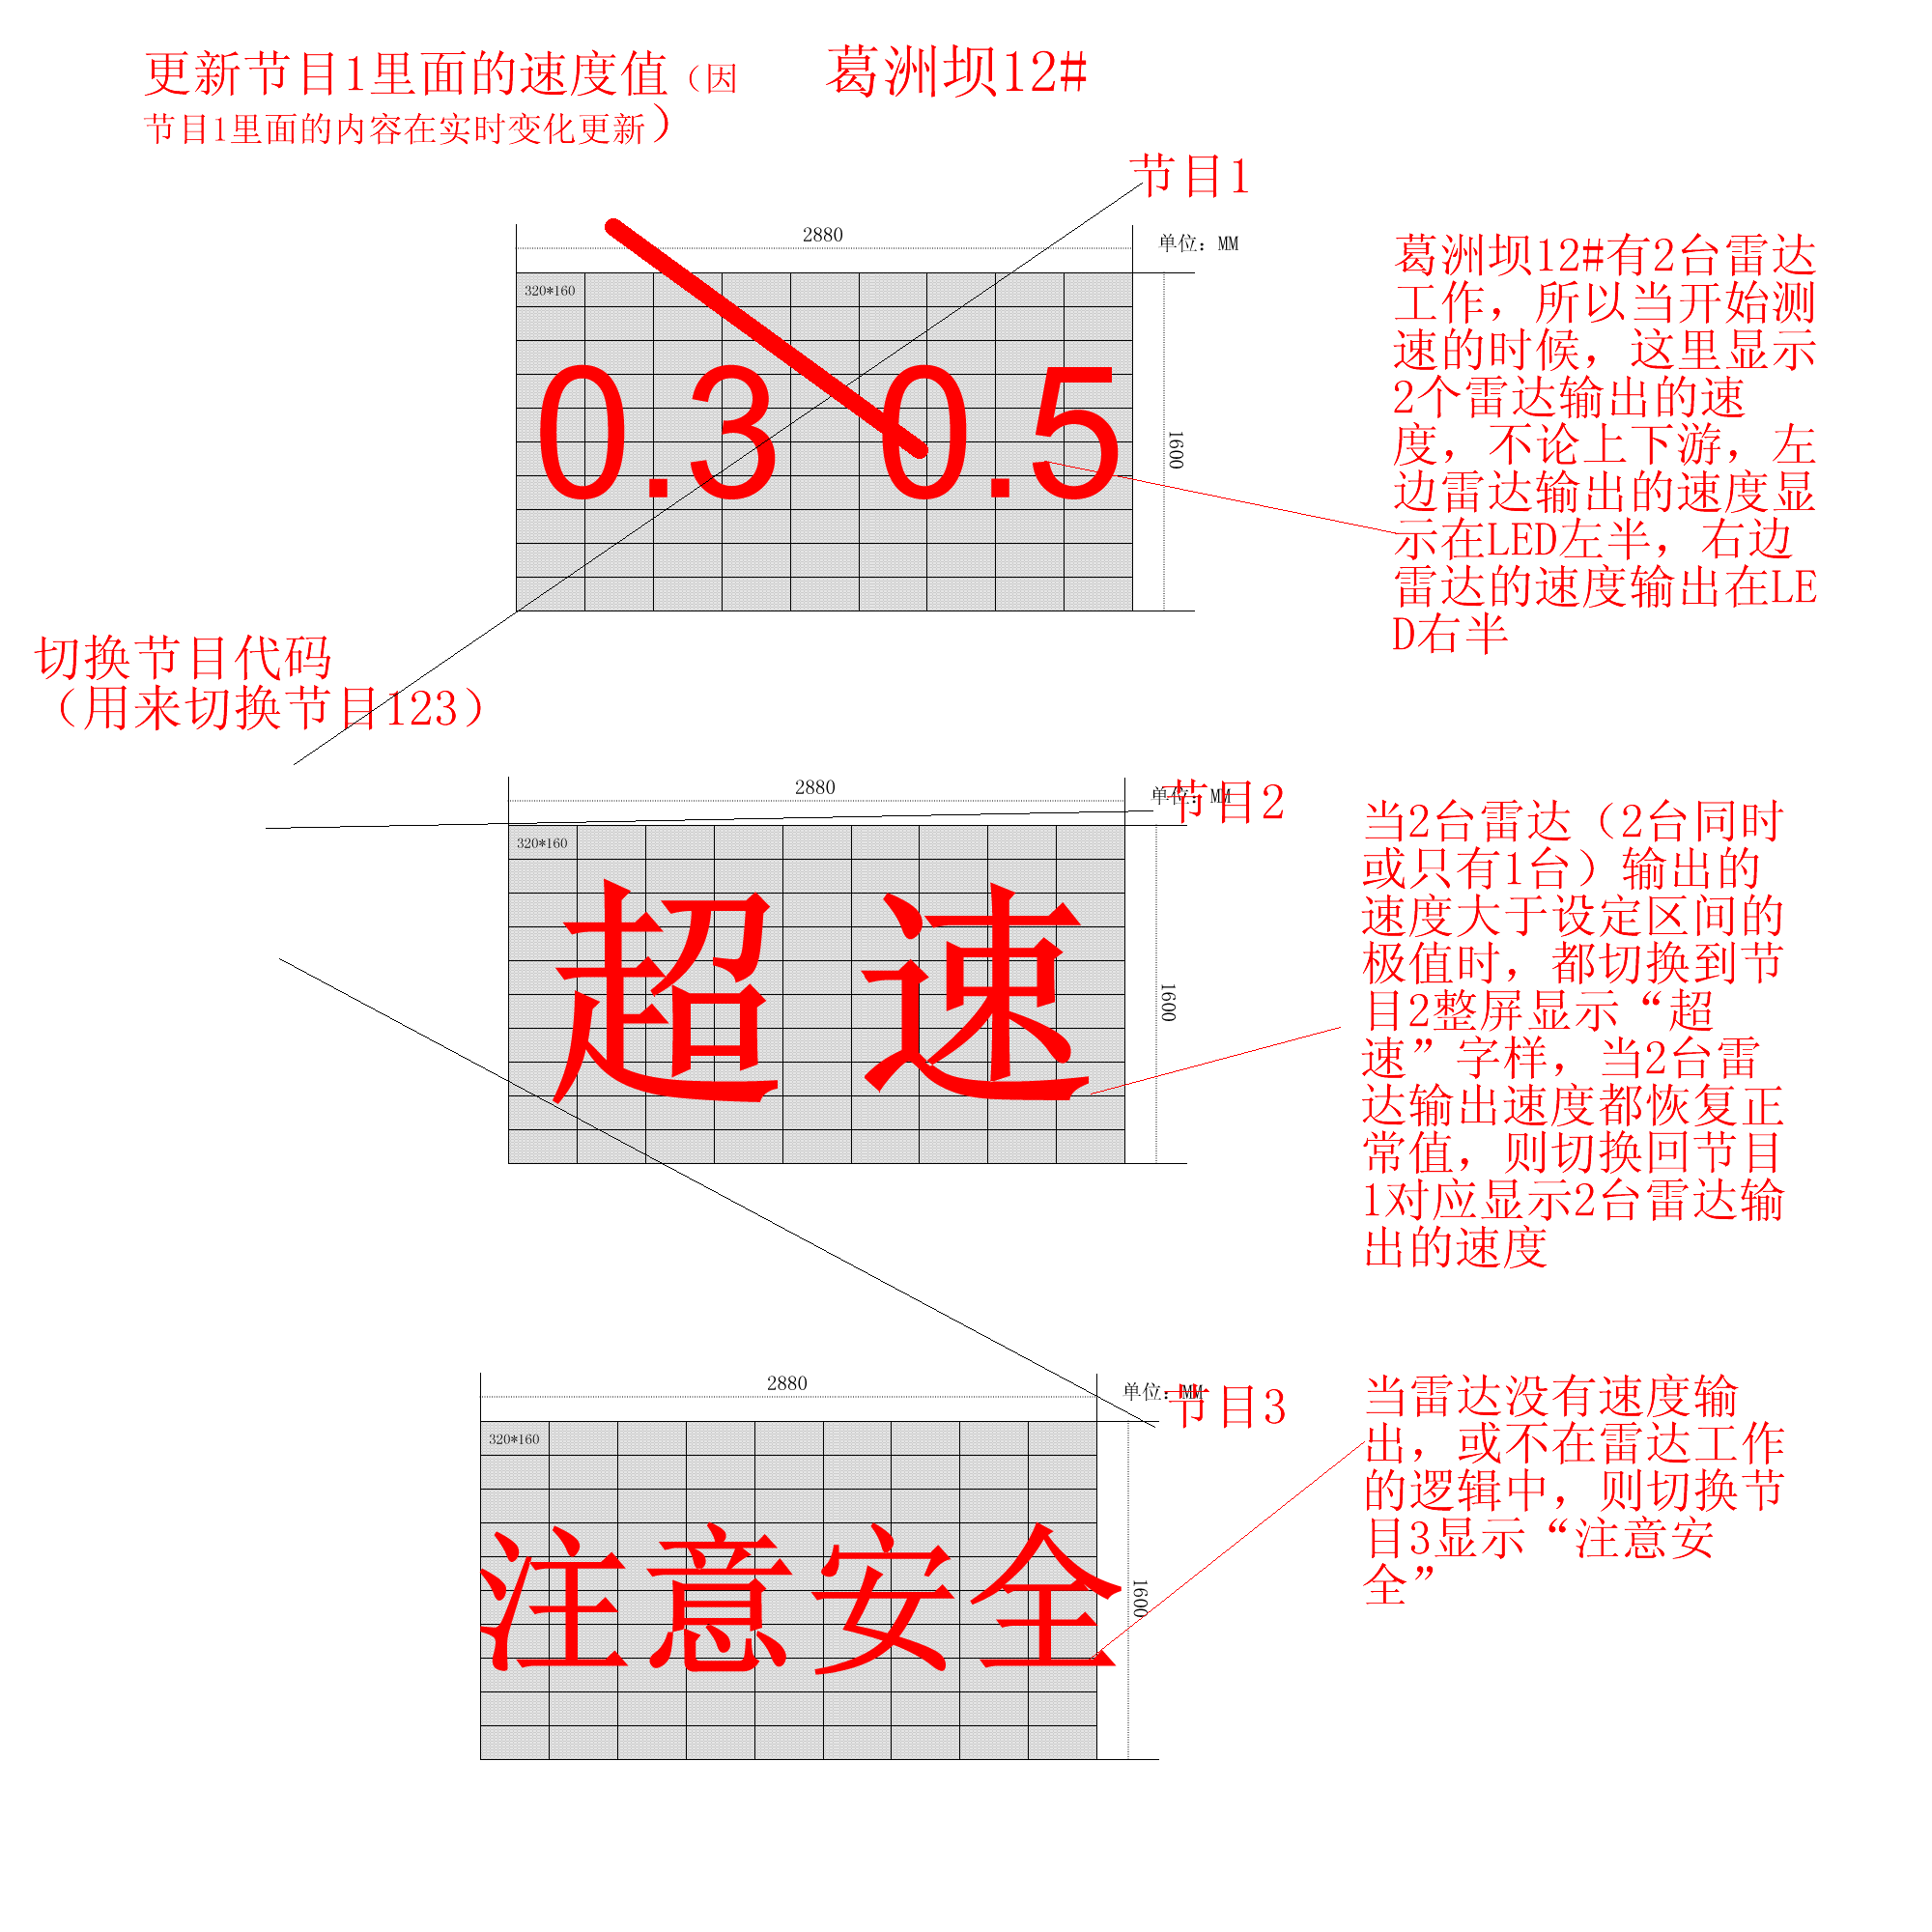 更新节目1里面的速度值（因
节目1里面的内容在实时变化更新）
葛洲坝12#
节目1
2880
单位：MM
320*160
0.3 0.5
1600
葛洲坝12#有2台雷达
工作，所以当开始测
速的时候，这里显示
2个雷达输出的速
度，不论上下游，左
边雷达输出的速度显
示在LED左半，右边
雷达的速度输出在LE
D右半
切换节目代码
（用来切换节目123）
2880
单位：MM
节目2
320*160
超 速
1600
当2台雷达（2台同时
或只有1台）输出的
速度大于设定区间的
极值时，都切换到节
目2整屏显示“超
速”字样，当2台雷
达输出速度都恢复正
常值，则切换回节目
1对应显示2台雷达输
出的速度
2880
单位：MM
节目3
320*160
注意安全
1600
当雷达没有速度输
出，或不在雷达工作
的逻辑中，则切换节
目3显示“注意安
全”